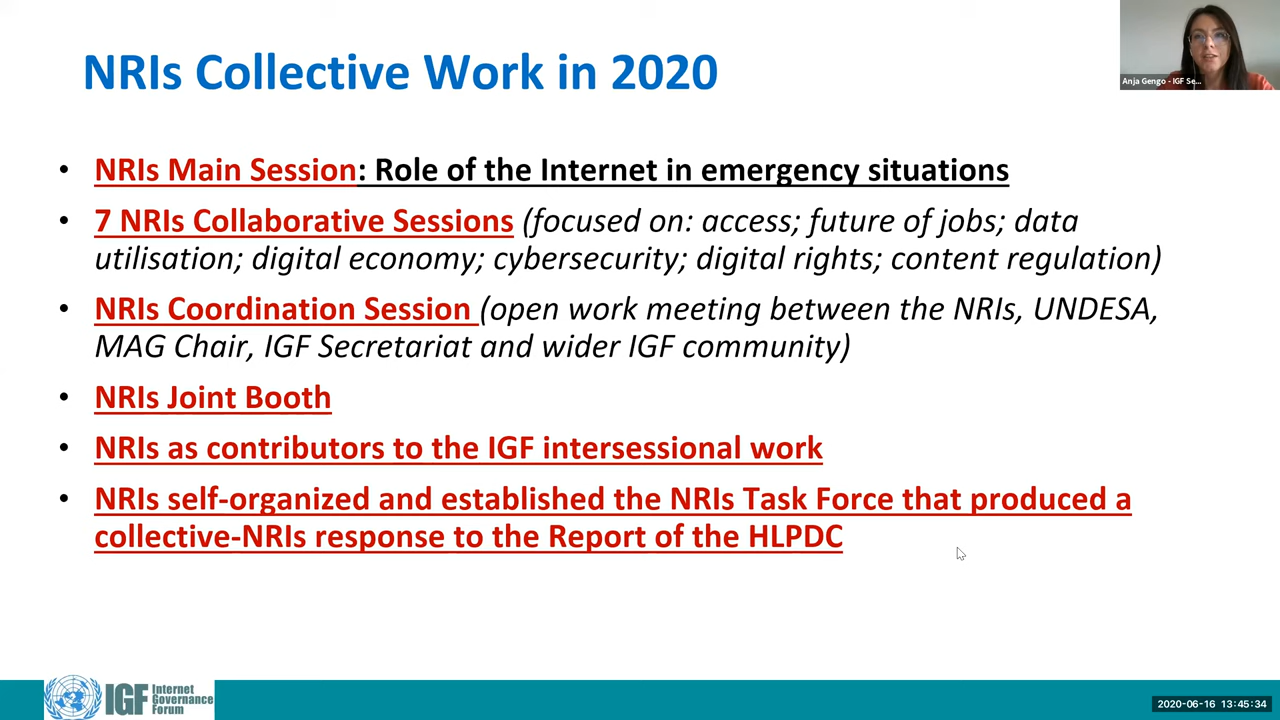 NRIs Collective Work in 2020
Anja Gengo - IGF Se...
• NRIs Main Session: Role of the Internet in emergency situations
• 7 NRIs Collaborative Sessions (focused on: access; future of jobs; data
utilisation; digital economy; cybersecurity; digital rights; content regulation)
• NRIs Coordination Session (open work meeting between the NRIs, UNDESA,
MAG Chair, IGF Secretariat and wider IGF community)
• NRIs Joint Booth
• NRIs as contributors to the IGF intersessional work
• NRIs self-organized and established the NRIs Task Force that produced a
collective-NRIs response to the Report of the HLPDC
IGF
Internet
Governance
Forum
2020-06-16 13:45:34